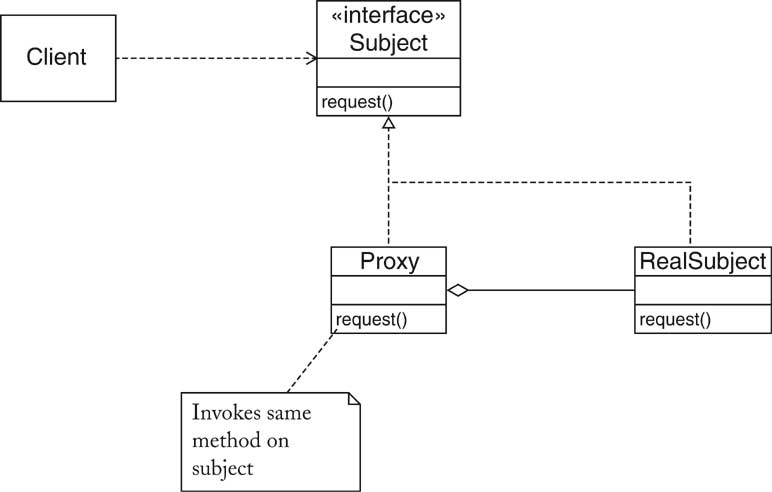 «interface»
Client
Subject
request()
Proxy
RealSubject
request()
request()
Invokes same
method on
subject